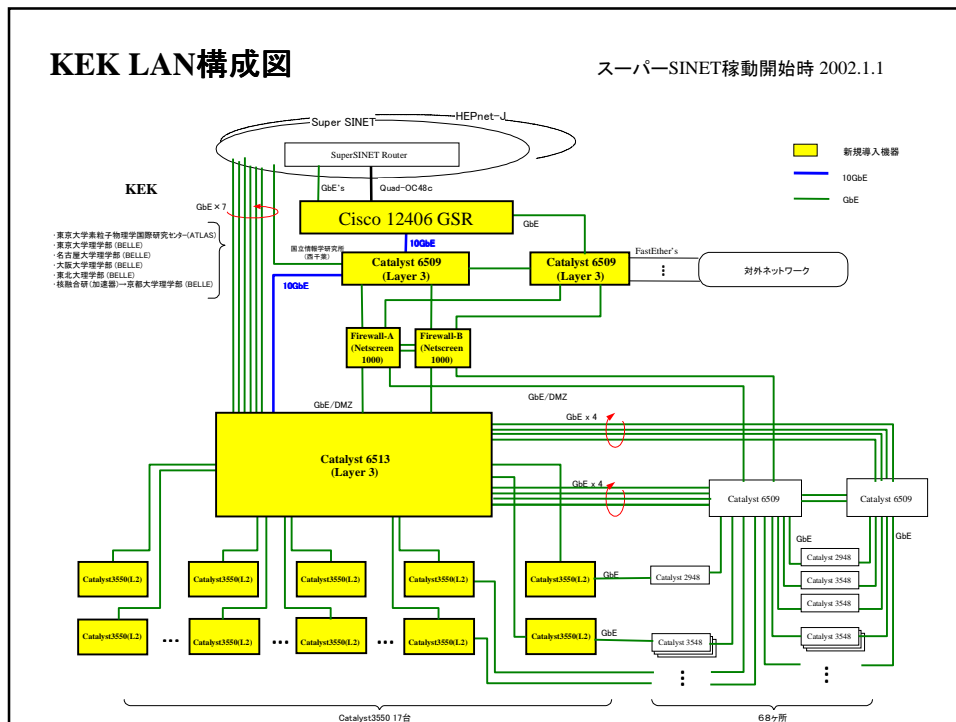 KEK LAN構成図
スーパーSINET稼動開始時 2002.1.1
HEPnet-J
Super SINET
SuperSINET Router
新規導入機器
10GbE
GbE
KEK
GbE's
Quad-OC48c
GbE×7
Cisco 12406 GSR
GbE
・東京大学素粒子物理学国際研究センター(ATLAS)
・東京大学理学部(BELLE)
・名古屋大学理学部(BELLE)
・大阪大学理学部(BELLE)
・東北大理学部(BELLE)
・核融合研(加速器)→京都大学理学部(BELLE)
10GbE
国立情報学研究所
(西千葉)
Catalyst 6509
(Layer 3)
Catalyst 6509
(Layer 3)
FastEther's
対外ネットワーク
10GbE
Firewall-A
(Netscreen
1000)
Firewall-B
(Netscreen
1000)
GbE/DMZ
GbE/DMZ
GbE x 4
Catalyst 6513
(Layer 3)
GbE x 4
Catalyst 6509
Catalyst 6509
GbE
GbE
Catalyst 2948
Catalyst3550(L2)
Catalyst3550(L2)
Catalyst3550(L2)
Catalyst3550(L2)
Catalyst3550(L2)
GbE
Catalyst 2948
Catalyst 3548
Catalyst 3548
Catalyst3550(L2)
Catalyst3550(L2)
Catalyst3550(L2)
Catalyst3550(L2)
Catalyst3550(L2)
GbE
Catalyst 3548
Catalyst 3548
Catalyst3550 17台
68ヶ所